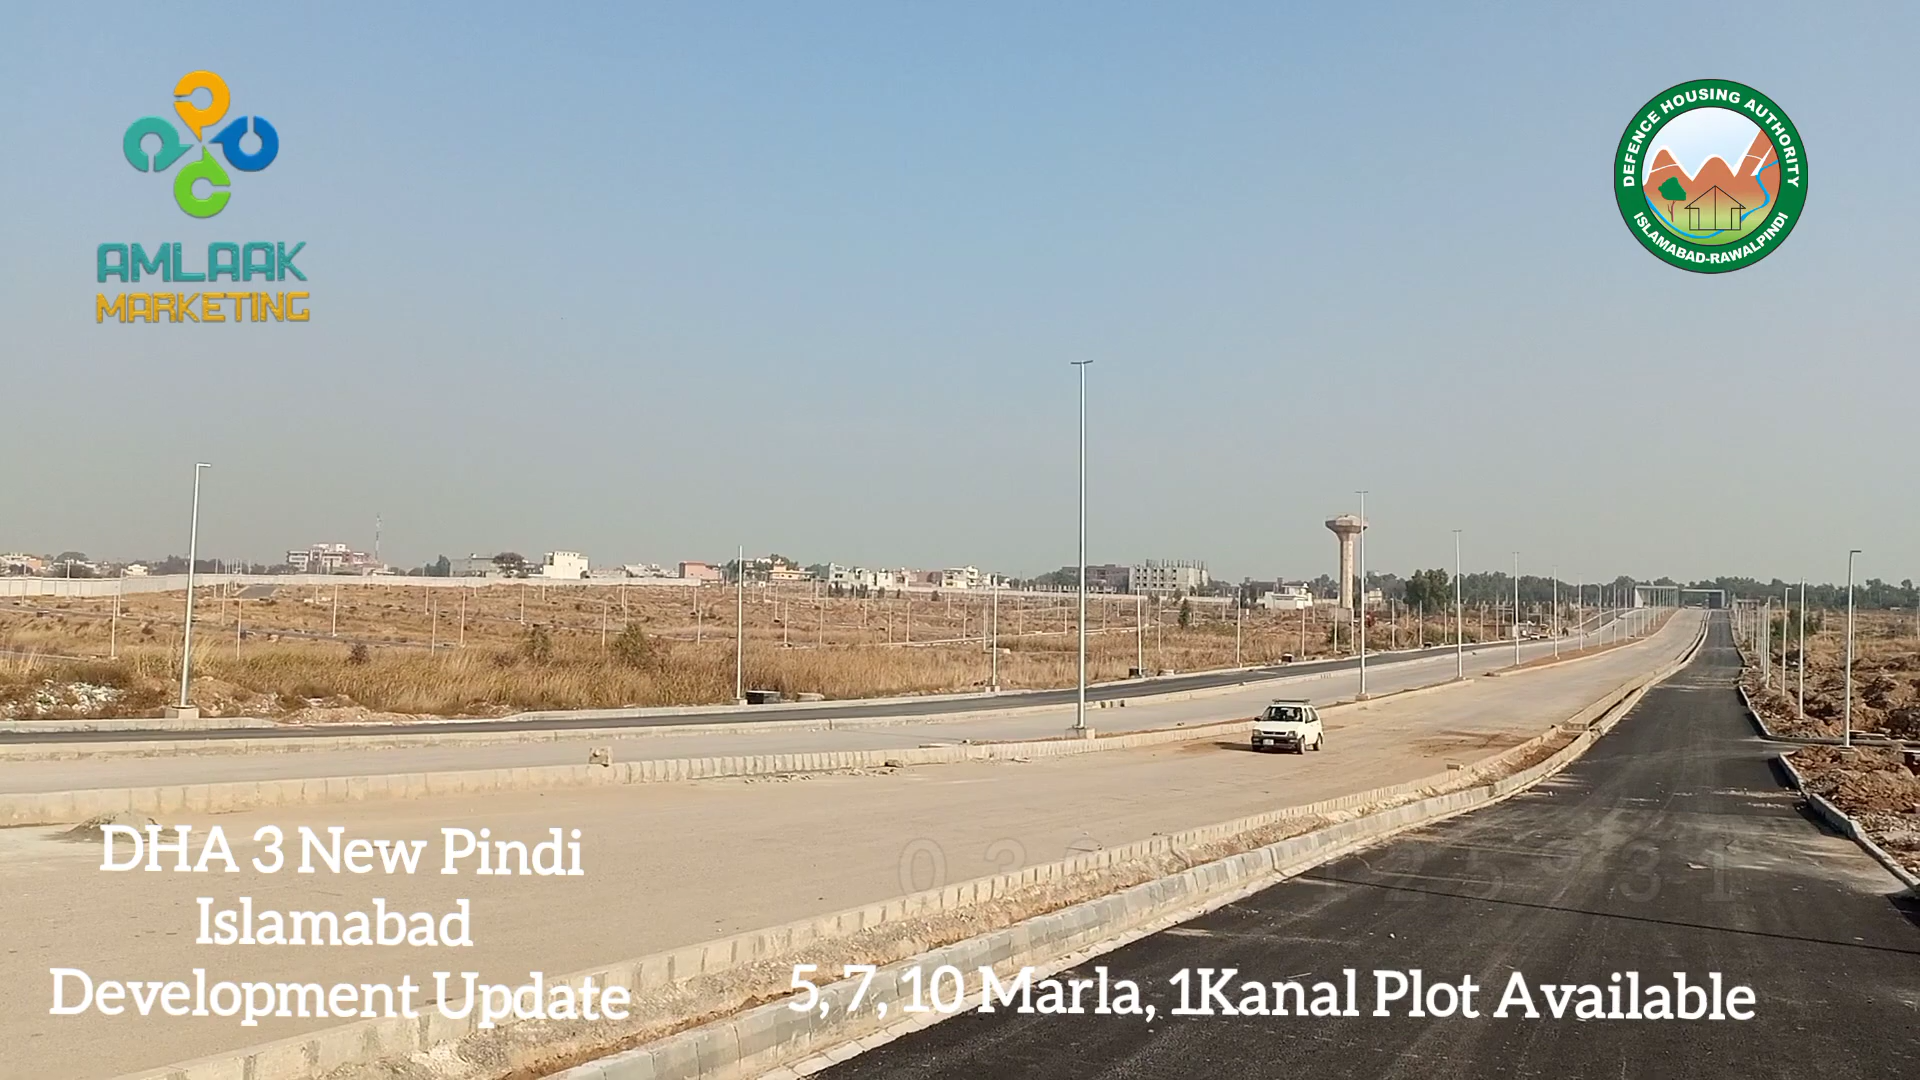 AMLAAK
MARKETING
DEFENCE HOUSING AUTHORITY
ISLAMABAD-RAWALPINDI
DHA 3 New Pindi
Islamabad
Development Update
5, 7, 10 Marla, 1Kanal Plot Available